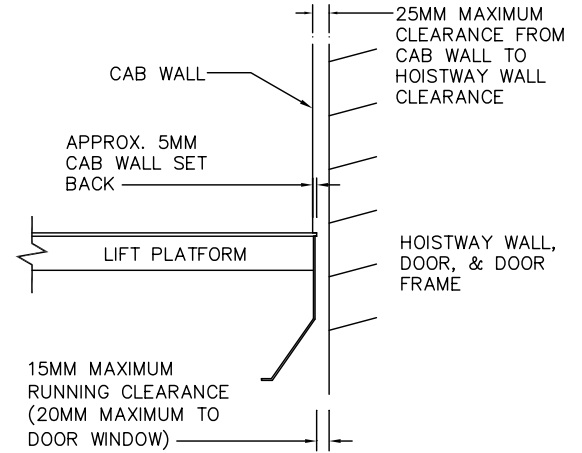 25MM MAXIMUM
CLEARANCE FROM
CAB WALL TO
HOISTWAY WALL
CLEARANCE
CAB WALL
APPROX. 5MM
CAB WALL SET
BACK
LIFT PLATFORM
HOISTWAY WALL,
DOOR, & DOOR
FRAME
15MM MAXIMUM
RUNNING CLEARANCE
(20MM MAXIMUM TO
DOOR WINDOW)